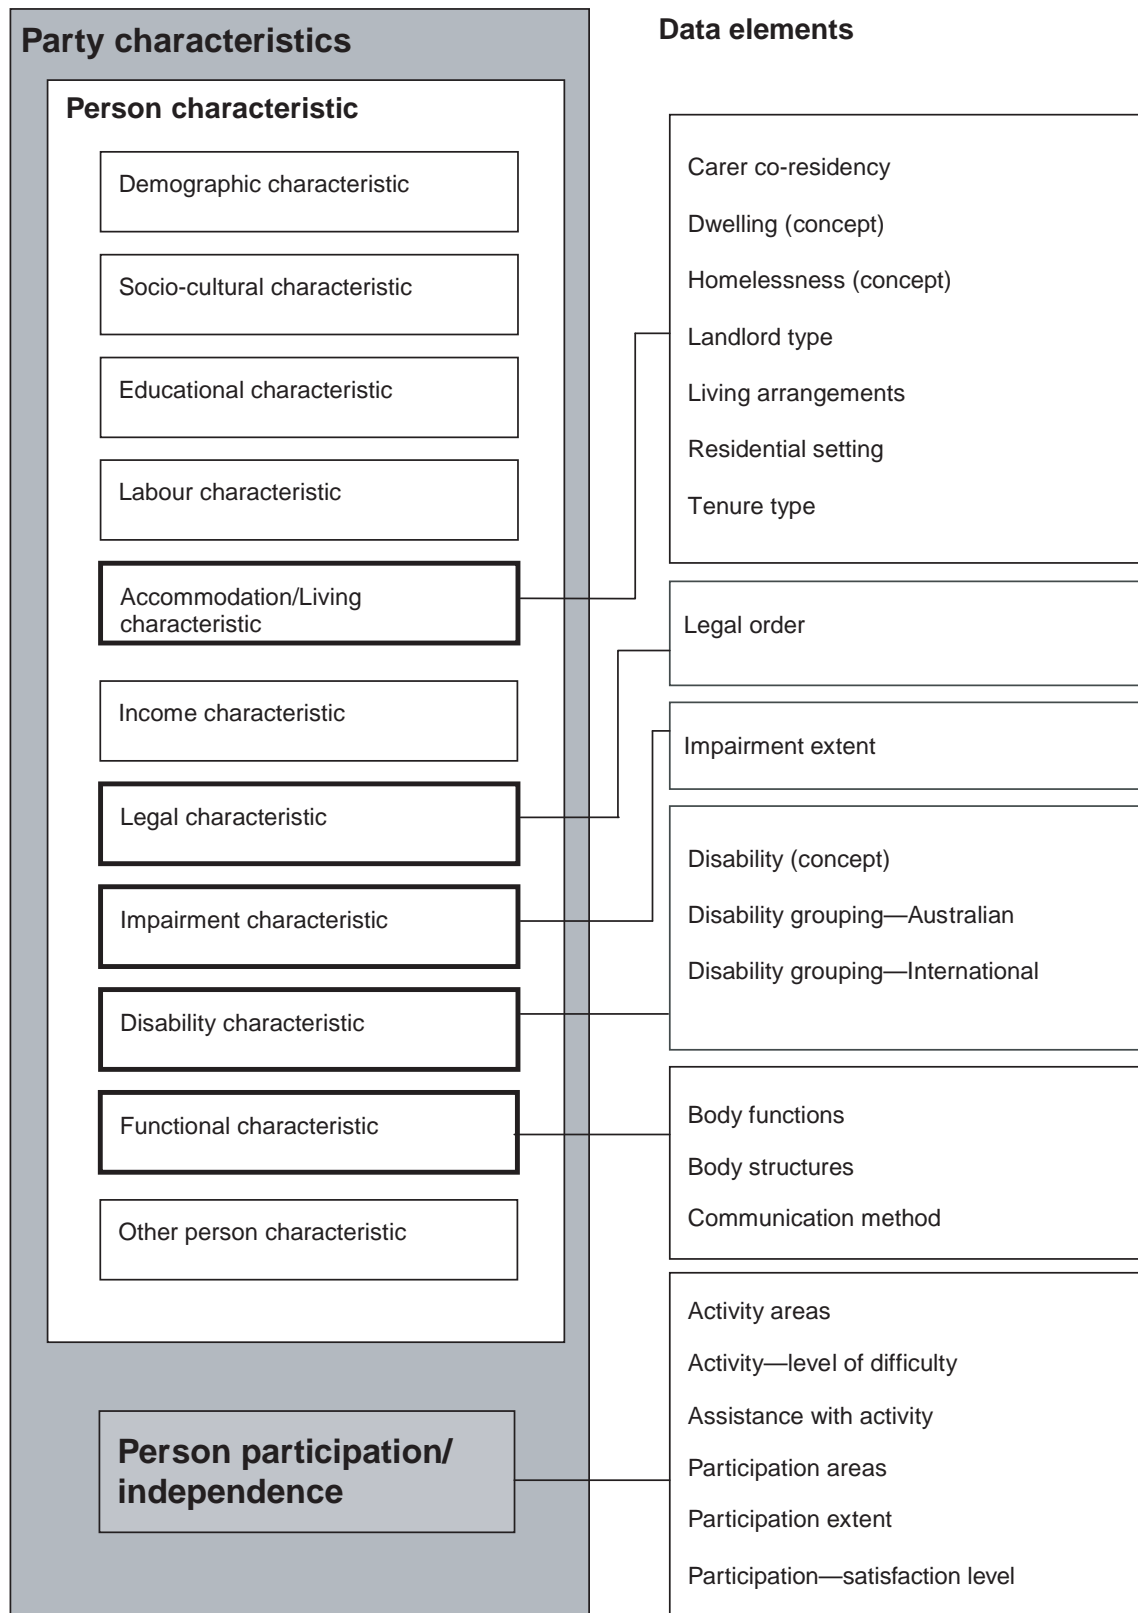 Party characteristics
Person characteristic
Demographic characteristic
Socio-cultural characteristic
Educational characteristic
Labour characteristic
Accommodation/Living
characteristic
Income characteristic
Legal characteristic
Impairment characteristic
Disability characteristic
Functional characteristic
Other person characteristic
Person participation/
independence
Data elements
Carer co-residency
Dwelling (concept)
Homelessness (concept)
Landlord type
Living arrangements
Residential setting
Tenure type
Legal order
Impairment extent
Disability (concept)
Disability grouping—Australian
Disability grouping—International
Body functions
Body structures
Communication method
Activity areas
Activity—level of difficulty
Assistance with activity
Participation areas
Participation extent
Participation—satisfaction level